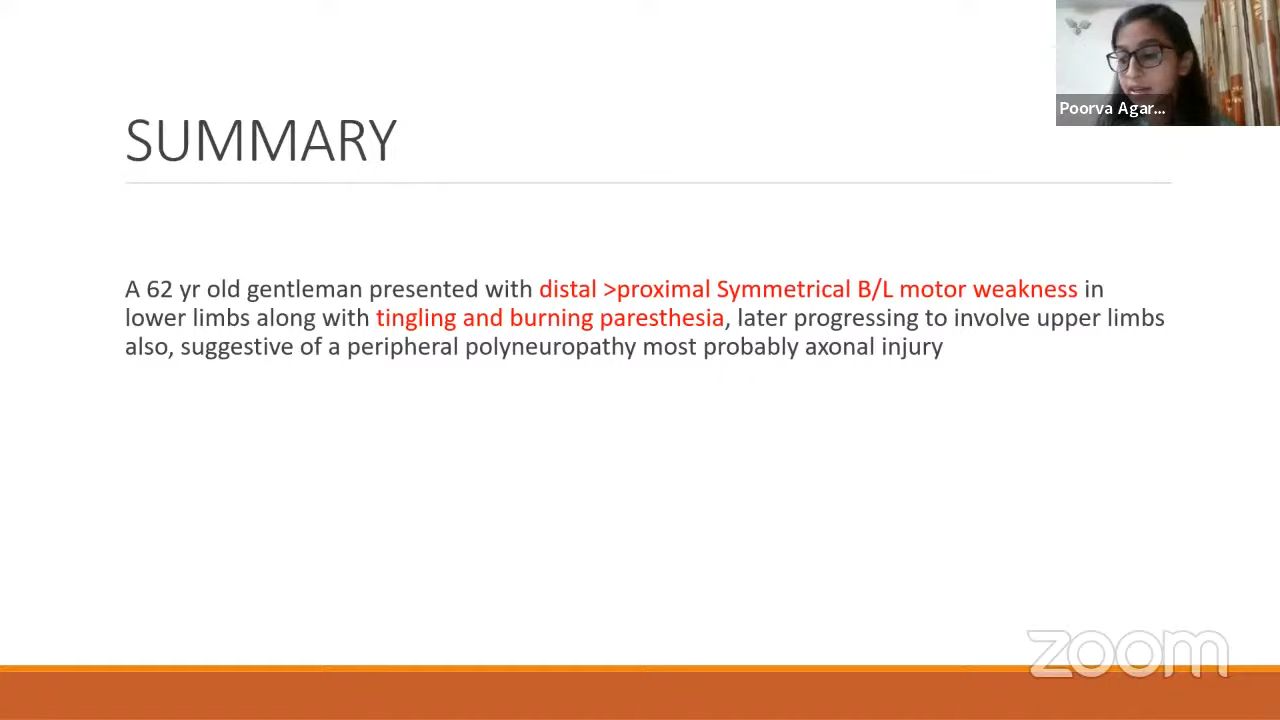 Poorva Agar...
SUMMARY
A 62 yr old gentleman presented with distal >proximal Symmetrical B/L motor weakness in
lower limbs along with tingling and burning paresthesia, later progressing to involve upper limbs
also, suggestive of a peripheral polyneuropathy most probably axonal injury
zoom